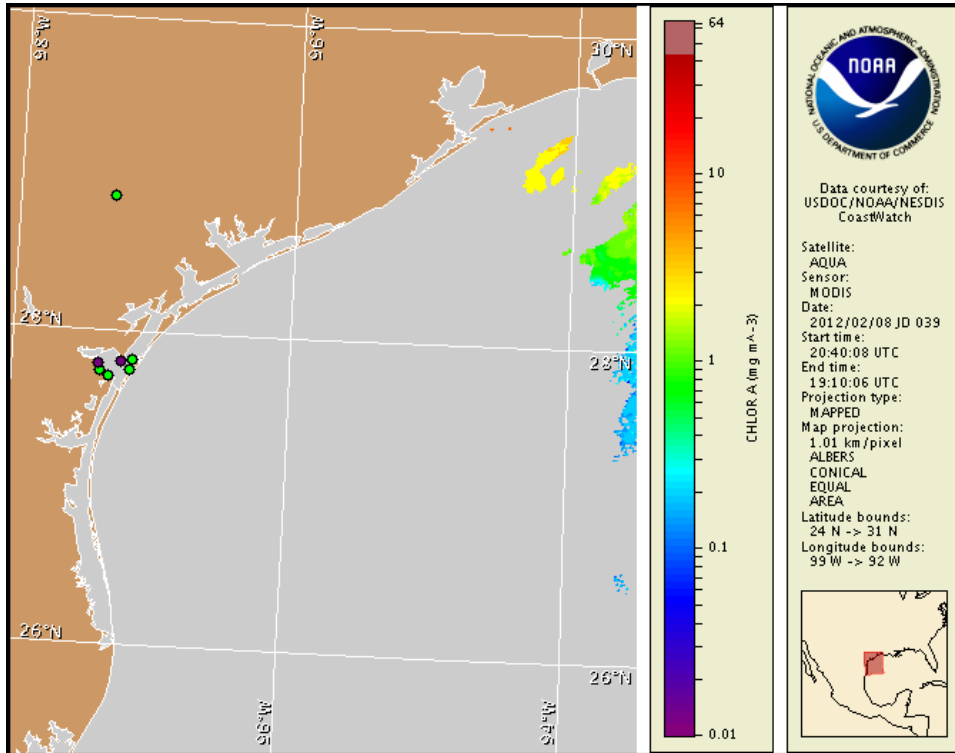 98°W
96°W
30°N
28°N
28°N
26°N
26°N
96°W
94°W
64
10
1
0.1
0.01
CHLOR A (mg m^-3)
NATIONAL OCEANIC AND ATMOSPHERIC ADMINISTRATION
NOAA
U.S. DEPARTMENT OF COMMERCE
Data courtesy of:
USDOC/NOAA/NESDIS
CoastWatch
Satellite:
AQUA
Sensor:
MODIS
Date:
2012/02/08 JD 039
Start time:
20:40:08 UTC
End time:
19:10:06 UTC
Projection type:
MAPPED
Map projection:
1.01 km/pixel
ALBERS
CONICAL
EQUAL
AREA
Latitude bounds:
24 N -> 31 N
Longitude bounds:
99 W -> 92 W